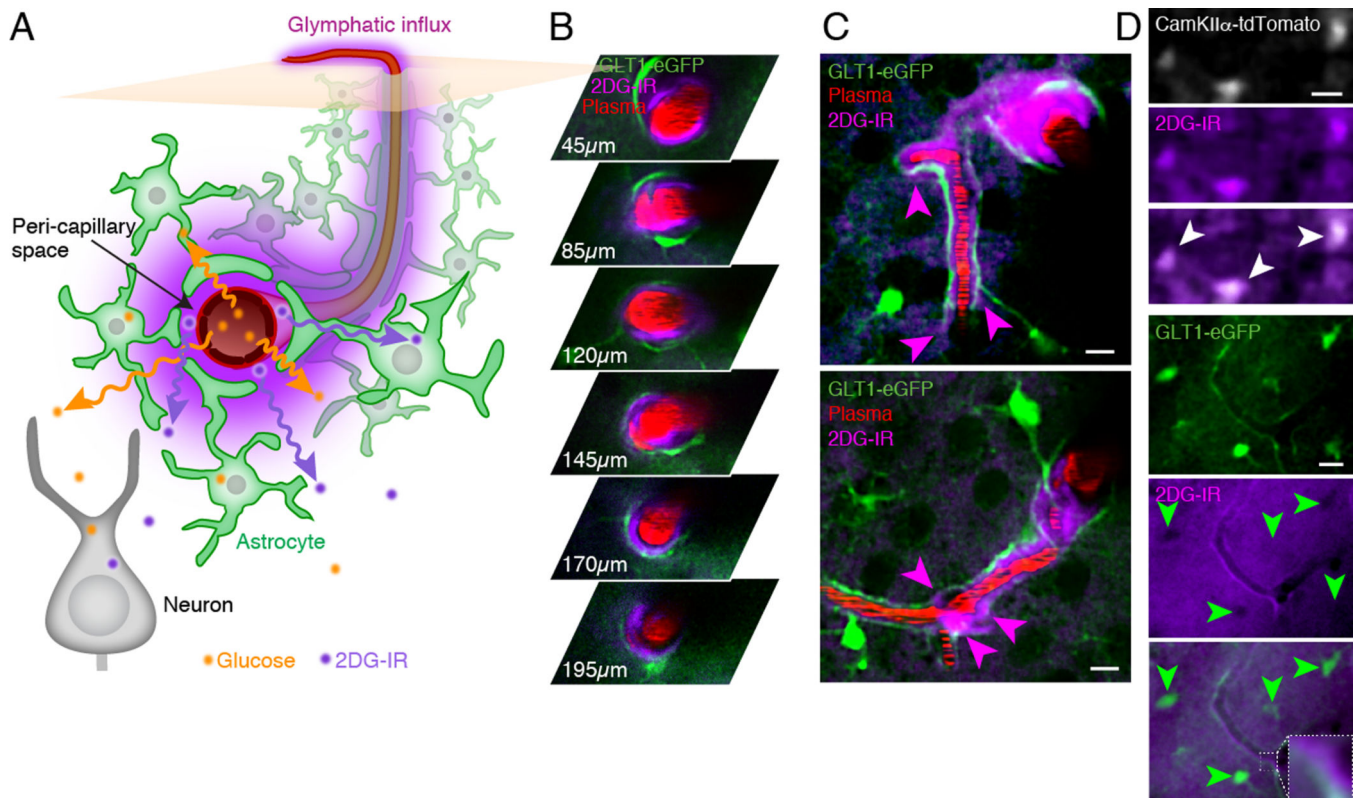 A
Glymphatic influx
Peri-capillary
space
Astrocyte
Neuron
Glucose
2DG-IR
B
GLT1-eGFP
2DG-IR
Plasma
45µm
85µm
120µm
145µm
170µm
195µm
C
GLT1-eGFP
Plasma
2DG-IR
GLT1-eGFP
Plasma
2DG-IR
D
CamKIIα-tdTomato
2DG-IR
GLT1-eGFP
2DG-IR